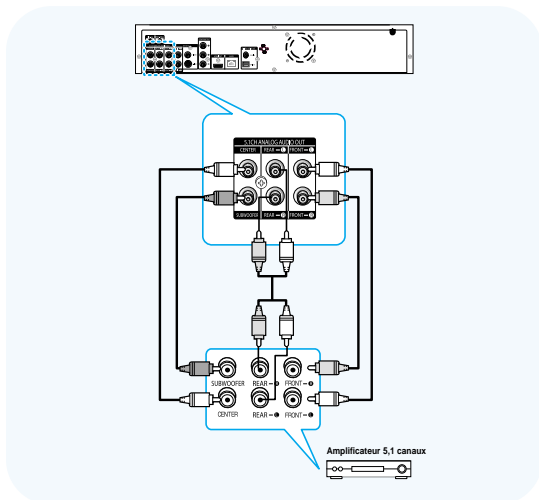 5.1CH ANALOG AUDIO OUT
CENTER REAR – L FRONT – L
SUBWOOFER REAR – R FRONT – R
SUBWOOFER REAR – R FRONT – R
CENTER REAR – L FRONT – L
Amplificateur 5,1 canaux